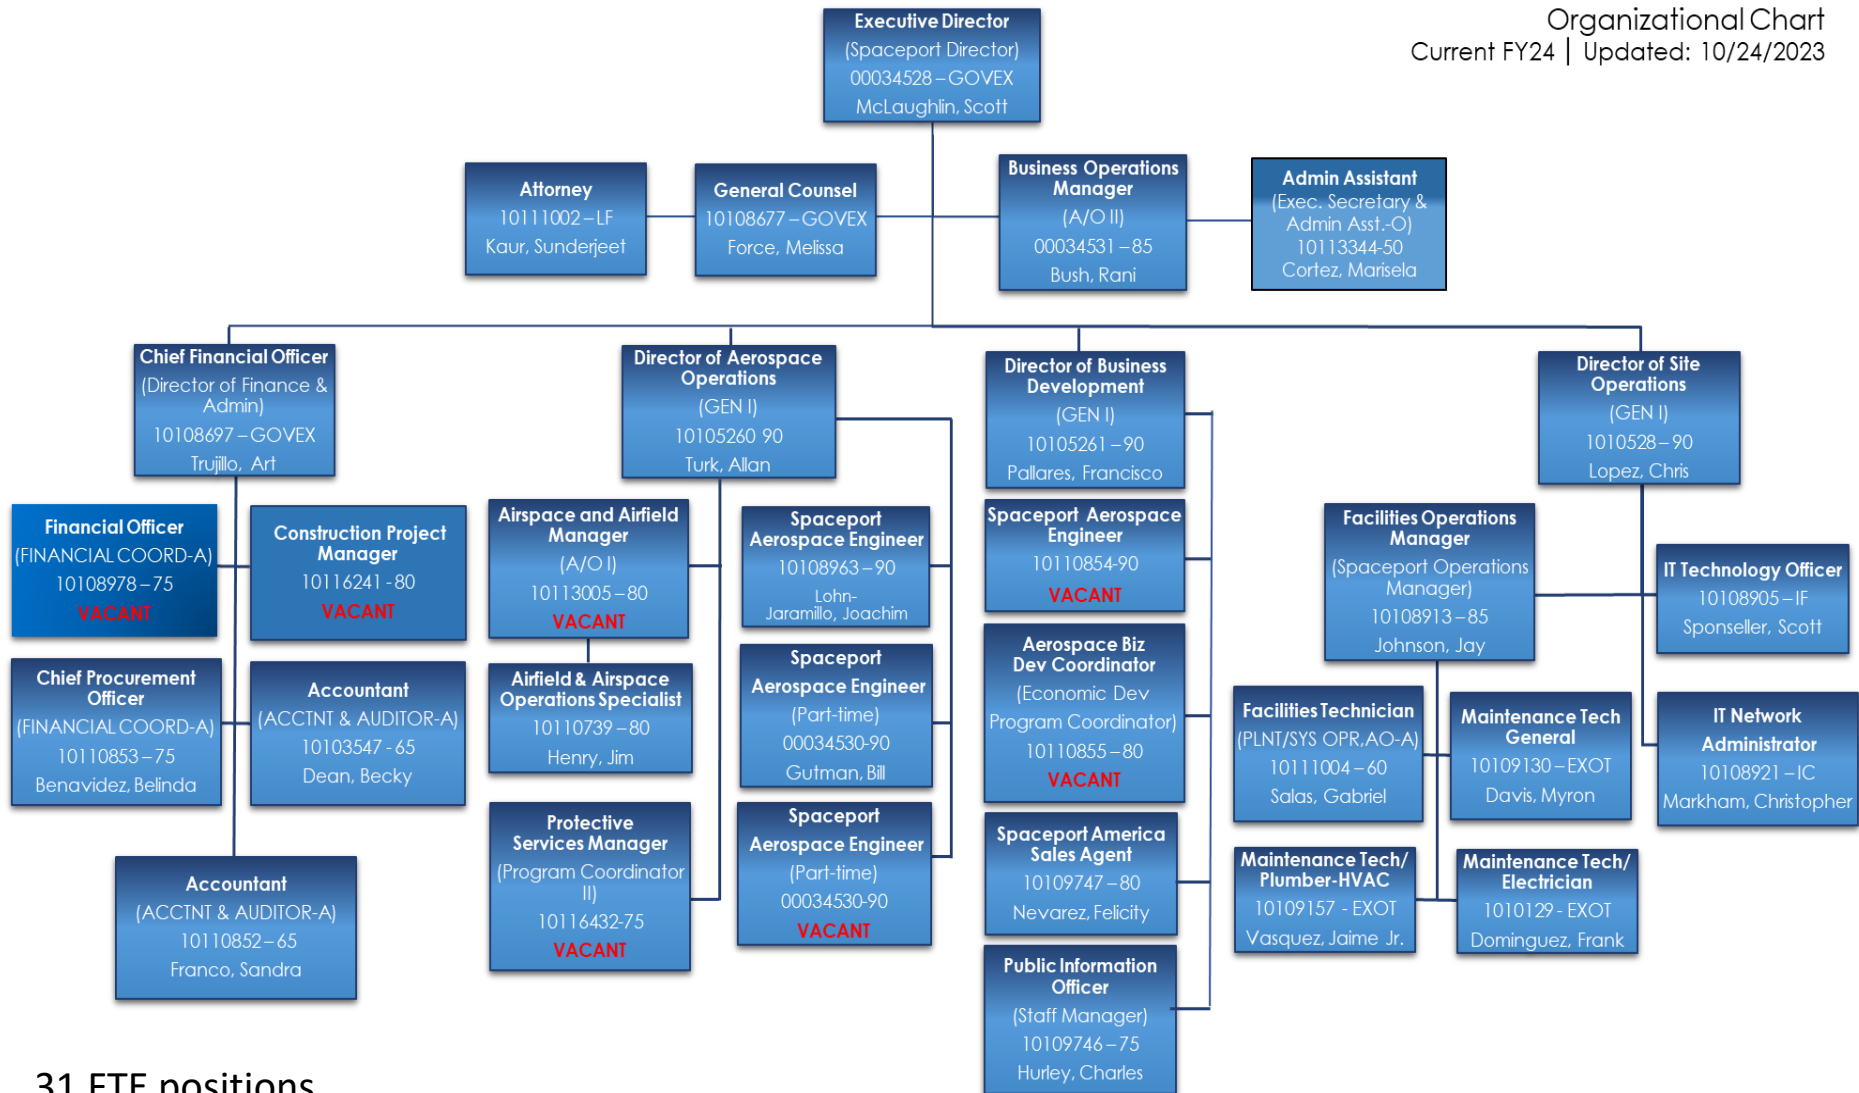 Organizational Chart
Current FY24 | Updated: 10/24/2023
Executive Director
(Spaceport Director)
00034528 – GOVEX
McLaughlin, Scott
Attorney
10111002 – LF
Kaur, Sunderjeet
General Counsel
10108677 – GOVEX
Force, Melissa
Business Operations
Manager
(A/O II)
00034531 – 85
Bush, Rani
Admin Assistant
(Exec. Secretary &
Admin Asst.-O)
10113344-50
Cortez, Marisela
Chief Financial Officer
(Director of Finance &
Admin)
10108697 – GOVEX
Trujillo, Art
Director of Aerospace
Operations
(GEN I)
10105260 90
Turk, Allan
Director of Business
Development
(GEN I)
10105261 – 90
Pallares, Francisco
Director of Site
Operations
(GEN I)
1010528 – 90
Lopez, Chris
Financial Officer
(FINANCIAL COORD-A)
10108978 – 75
VACANT
Construction Project
Manager
10116241 - 80
VACANT
Chief Procurement
Officer
(FINANCIAL COORD-A)
10110853 – 75
Benavidez, Belinda
Accountant
(ACCTNT & AUDITOR-A)
10103547 - 65
Dean, Becky
Accountant
(ACCTNT & AUDITOR-A)
10110852 – 65
Franco, Sandra
Airspace and Airfield
Manager
(A/O I)
10113005 – 80
VACANT
Airfield & Airspace
Operations Specialist
10110739 – 80
Henry, Jim
Protective
Services Manager
(Program Coordinator
II)
10116432-75
VACANT
Spaceport
Aerospace Engineer
10108963 – 90
Lohn-
Jaramillo, Joachim
Spaceport
Aerospace Engineer
(Part-time)
00034530-90
Gutman, Bill
Spaceport
Aerospace Engineer
(Part-time)
00034530-90
VACANT
Spaceport Aerospace
Engineer
10110854-90
VACANT
Aerospace Biz
Dev Coordinator
(Economic Dev
Program Coordinator)
10110855 – 80
VACANT
Spaceport America
Sales Agent
10109747 – 80
Nevarez, Felicity
Public Information
Officer
(Staff Manager)
10109746 – 75
Hurley, Charles
Facilities Operations
Manager
(Spaceport Operations
Manager)
10108913 – 85
Johnson, Jay
IT Technology Officer
10108905 – IF
Sponseller, Scott
Facilities Technician
(PLNT/SYS OPR,AO-A)
10111004 – 60
Salas, Gabriel
Maintenance Tech
General
10109130 – EXOT
Davis, Myron
IT Network
Administrator
10108921 – IC
Markham, Christopher
Maintenance Tech/
Plumber-HVAC
10109157 - EXOT
Vasquez, Jaime Jr.
Maintenance Tech/
Electrician
1010129 - EXOT
Dominguez, Frank
31 FTE positions